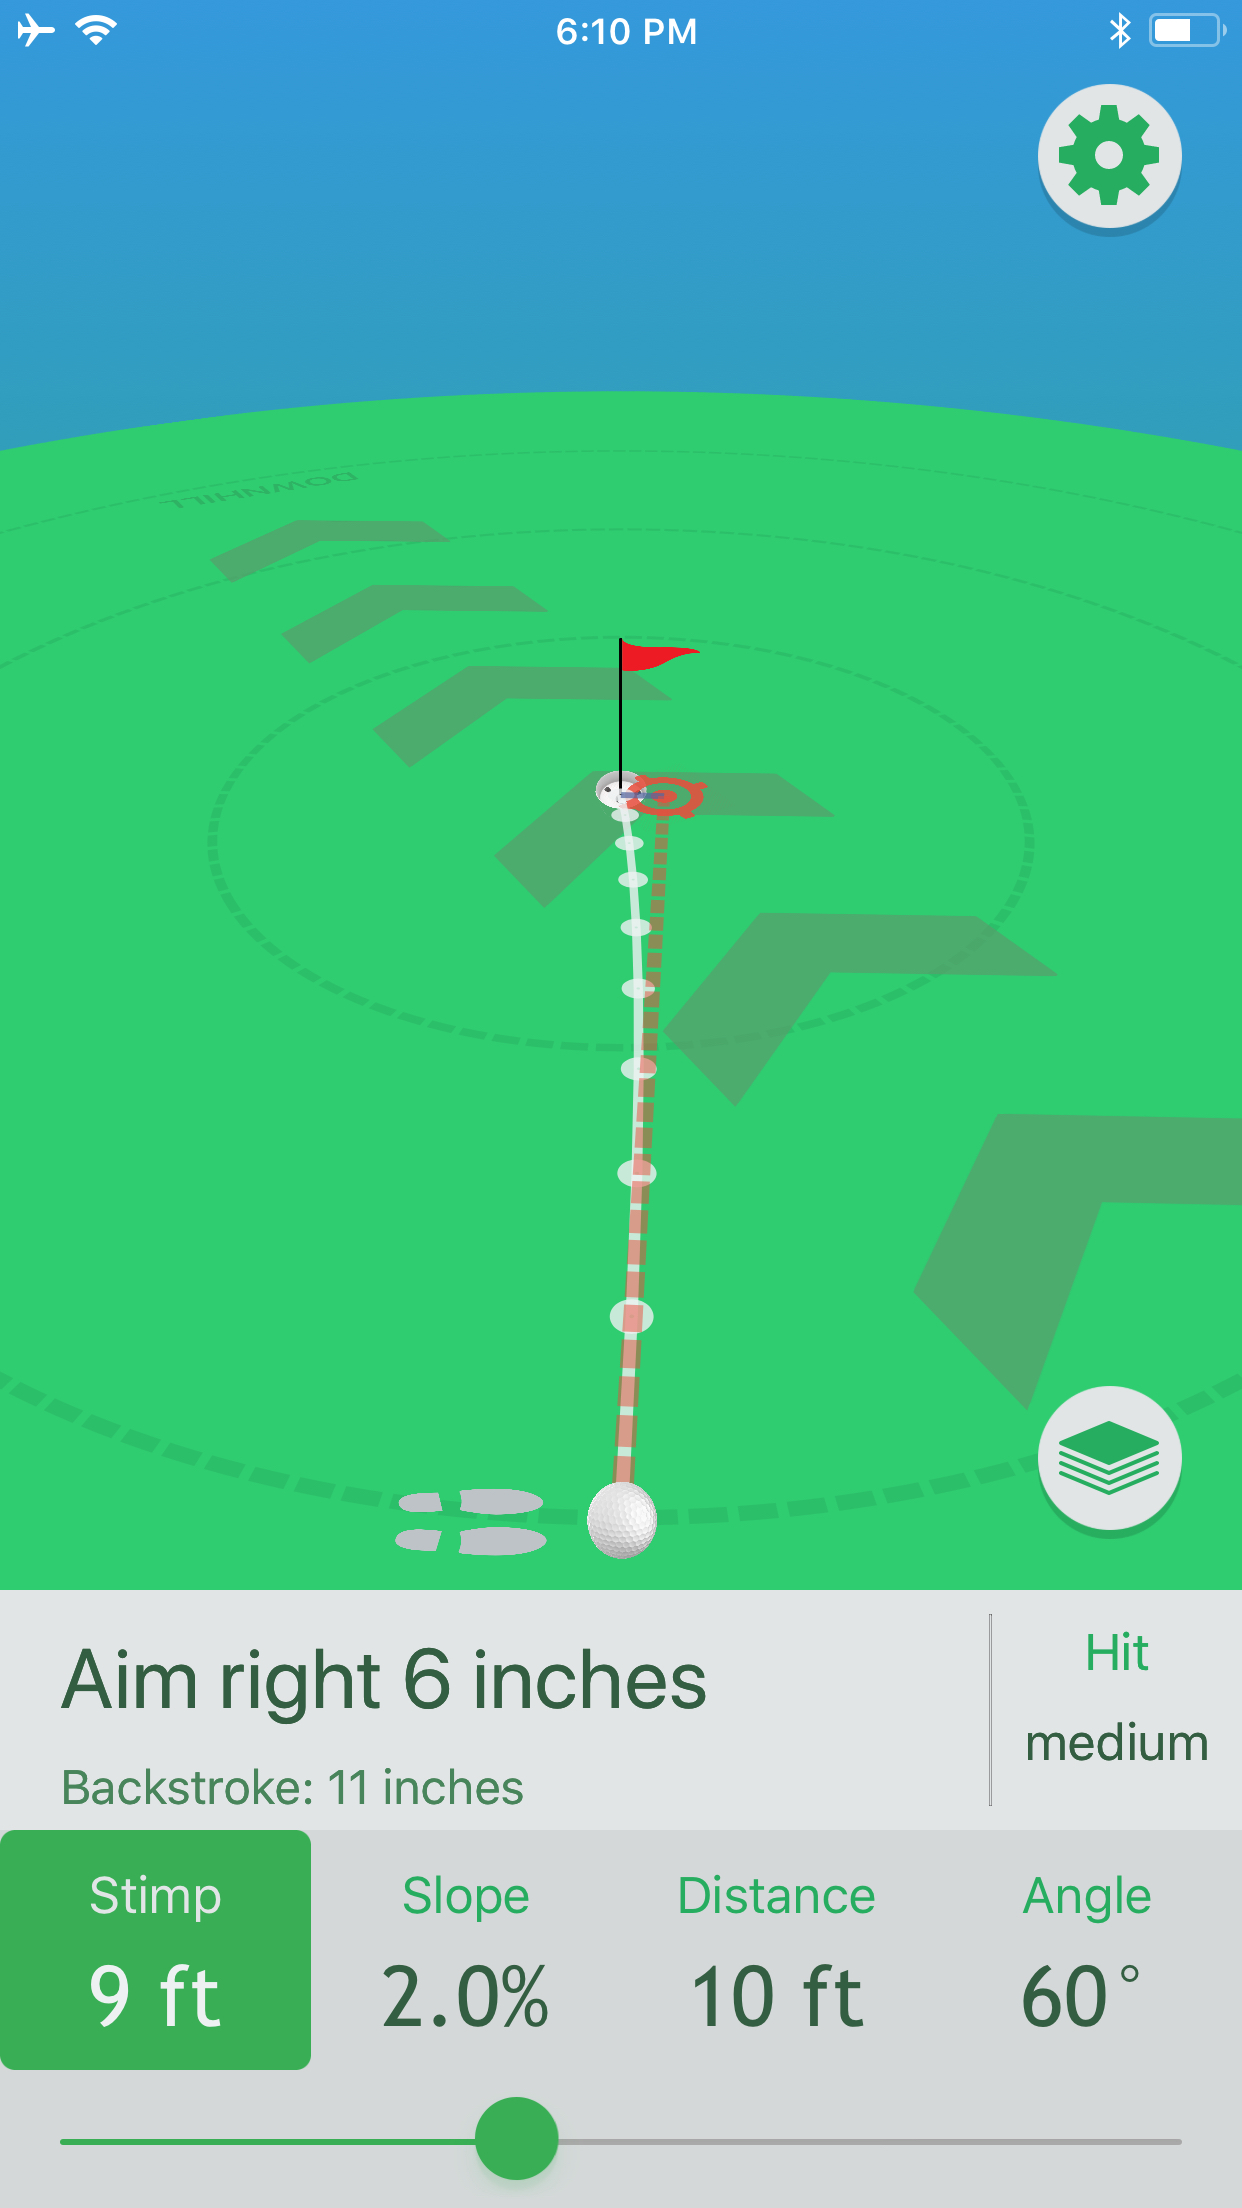 6:10 PM
DOWNHILL
Aim right 6 inches
Backstroke: 11 inches
Hit
medium
Stimp
9 ft
Slope
2.0%
Distance
10 ft
Angle
60°